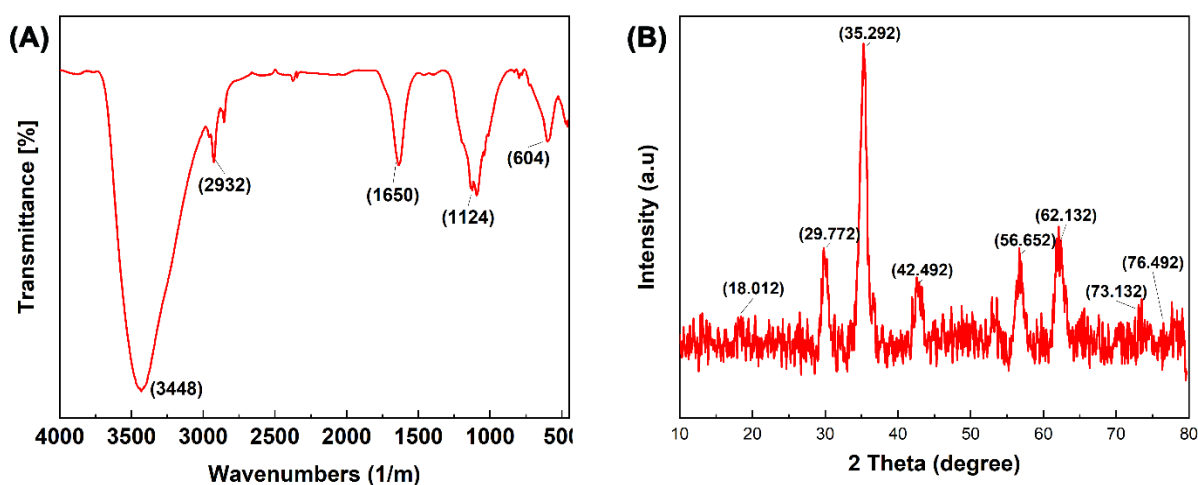 (A)
Transmittance [%]
(2932)
(1650)
(604)
(1124)
(3448)
4000 3500 3000 2500 2000 1500 1000 500
Wavenumbers (1/m)
(B)
Intensity (a.u)
(35.292)
(62.132)
(29.772)
(56.652)
(76.492)
(42.492)
(18.012)
(73.132)
10 20 30 40 50 60 70 80
2 Theta (degree)